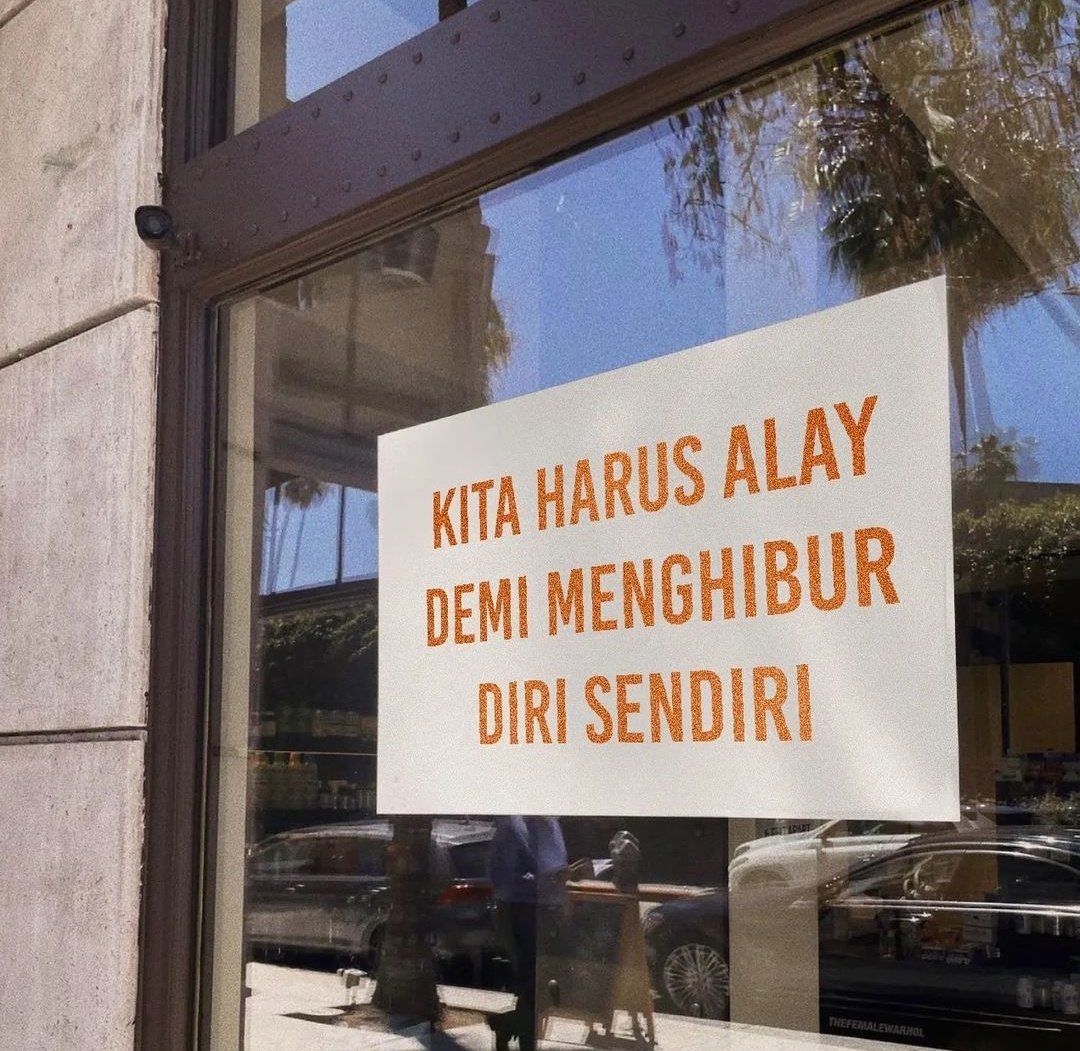 KITA HARUS ALAY
DEMI MENGHIBUR
DIRI SENDIRI
THEFEMALEWARHOL